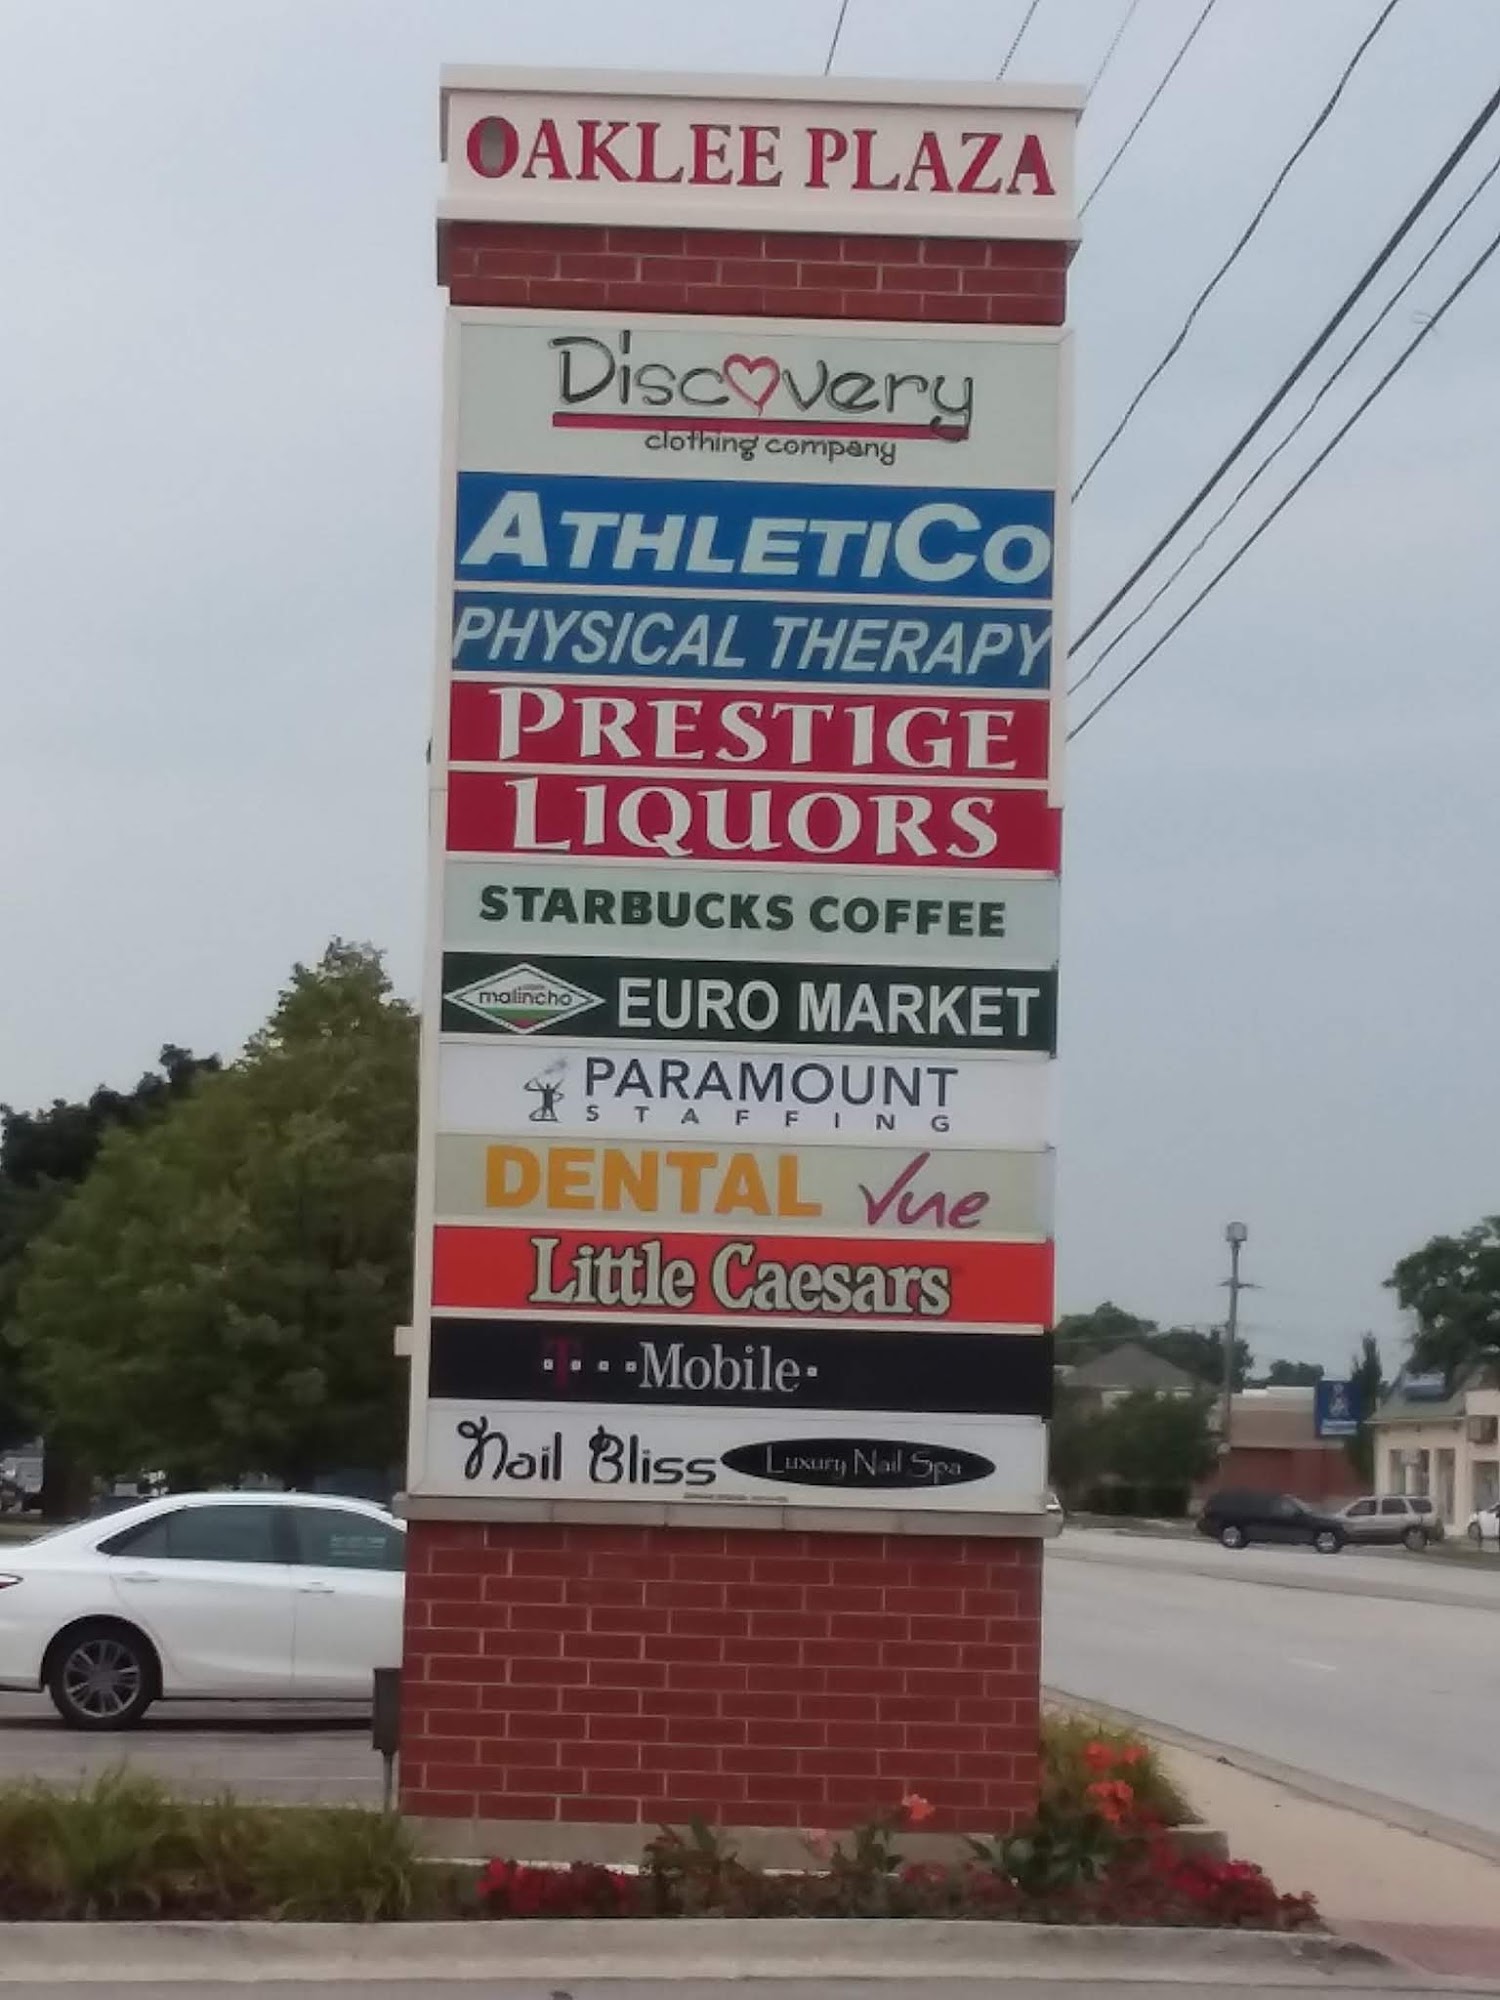 OAKLEE PLAZA
Discovery
clothing company
ATHLETICO
PHYSICAL THERAPY
PRESTIGE
LIQUORS
STARBUCKS COFFEE
malincho EURO MARKET
PARAMOUNT
STAFFING
DENTAL Vue
Little Caesars
T··Mobile·
Nail Bliss Luxury Nail Spa